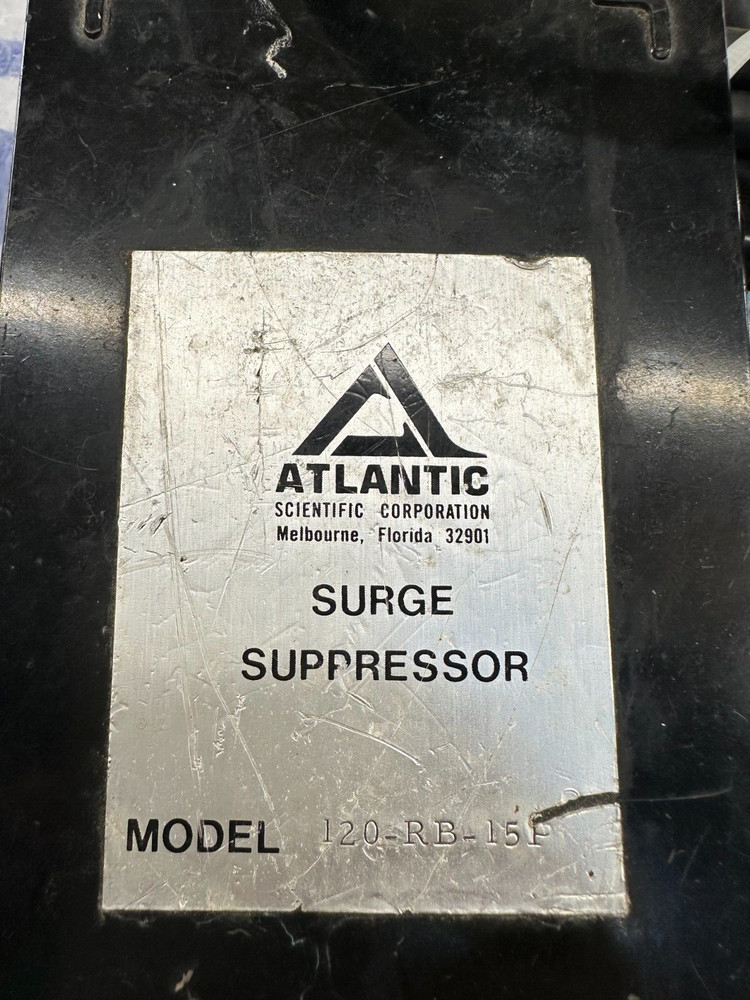 ATLANTIC
SCIENTIFIC CORPORATION
Melbourne, Florida 32901
SURGE
SUPPRESSOR
MODEL 120-RB-15P